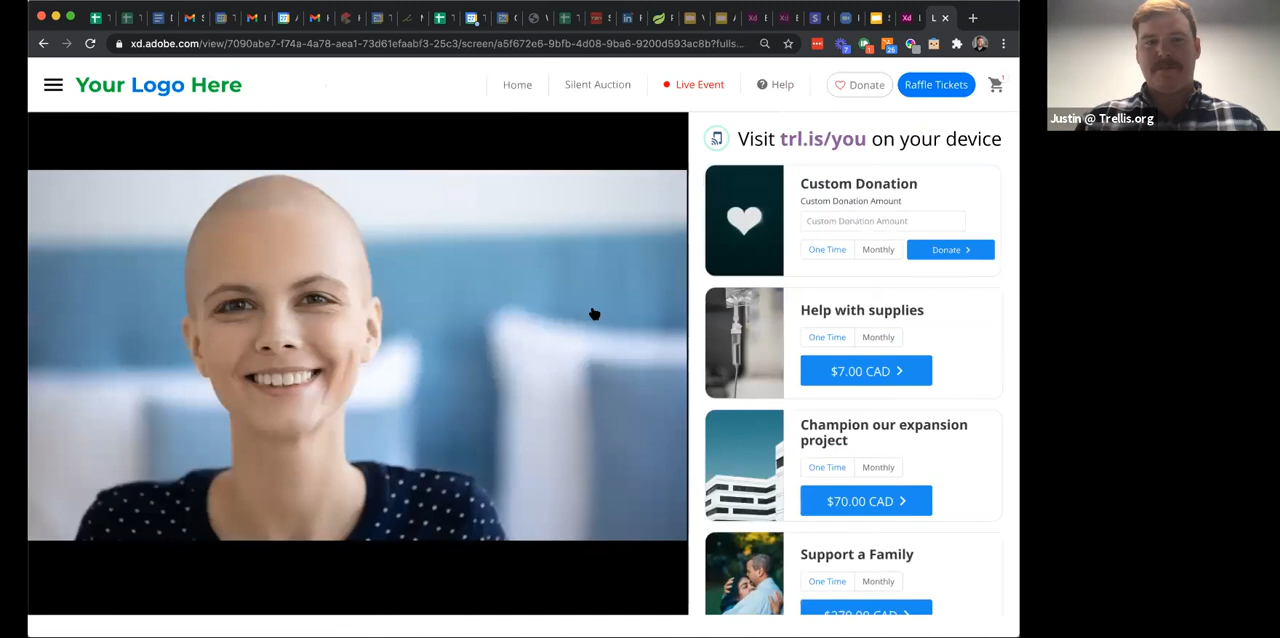 xd.adobe.com/view/7090abe7-f74a-4a78-aea1-73d61efaabf3-25c3/screen/a5f672e6-9bfb-4d08-9ba6-9200d593ac8b?fulls...
Your Logo Here
Home
Silent Auction
Live Event
Help
Donate
Raffle Tickets
1
Visit trl.is/you on your device
Custom Donation
Custom Donation Amount
Custom Donation Amount
One Time
Monthly
Donate
Help with supplies
One Time
Monthly
$7.00 CAD
Champion our expansion
project
One Time
Monthly
$70.00 CAD
Support a Family
One Time
Monthly
Justin @ Trellis.org